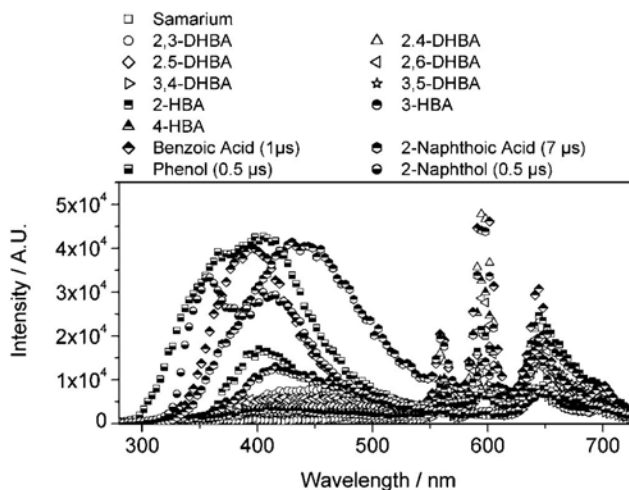 Samarium
2,3-DHBA 2.4-DHBA
2.5-DHBA 2,6-DHBA
3,4-DHBA 3,5-DHBA
2-HBA 3-HBA
4-HBA
Benzoic Acid (1µs) 2-Naphthoic Acid (7 µs)
Phenol (0.5 µs) 2-Naphthol (0.5 µs)
5x10⁴
4x10⁴
3x10⁴
2x10⁴
1x10⁴
0
Intensity / A.U.
300 400 500 600 700
Wavelength / nm